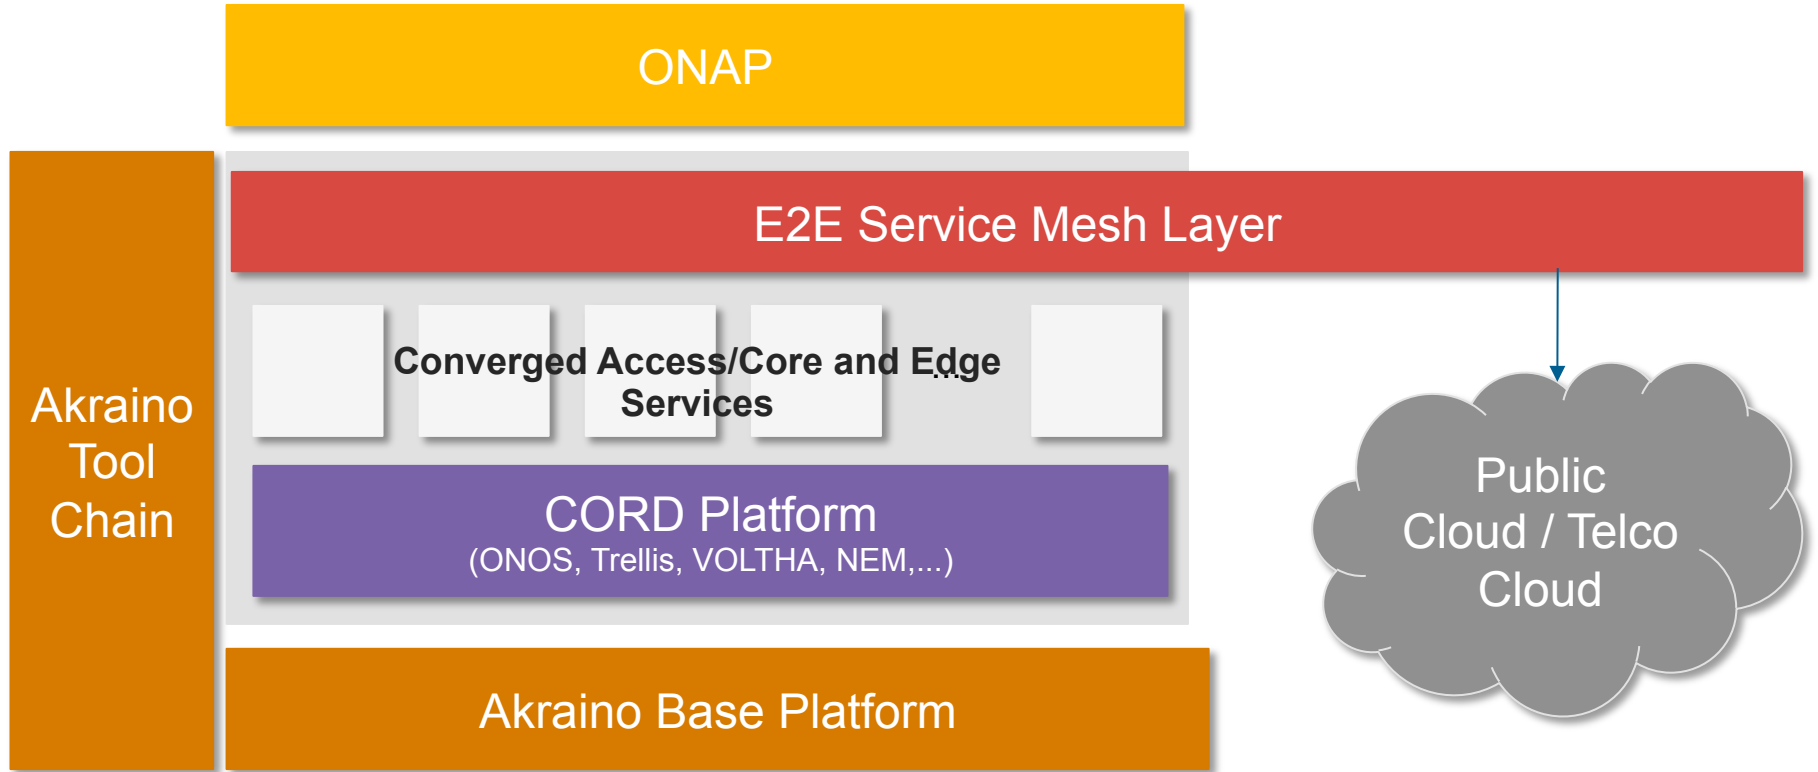 ONAP
E2E Service Mesh Layer
Akraino
Tool
Chain
Converged Access/Core and Edge
Services
...
CORD Platform
(ONOS, Trellis, VOLTHA, NEM,...)
Public
Cloud / Telco
Cloud
Akraino Base Platform